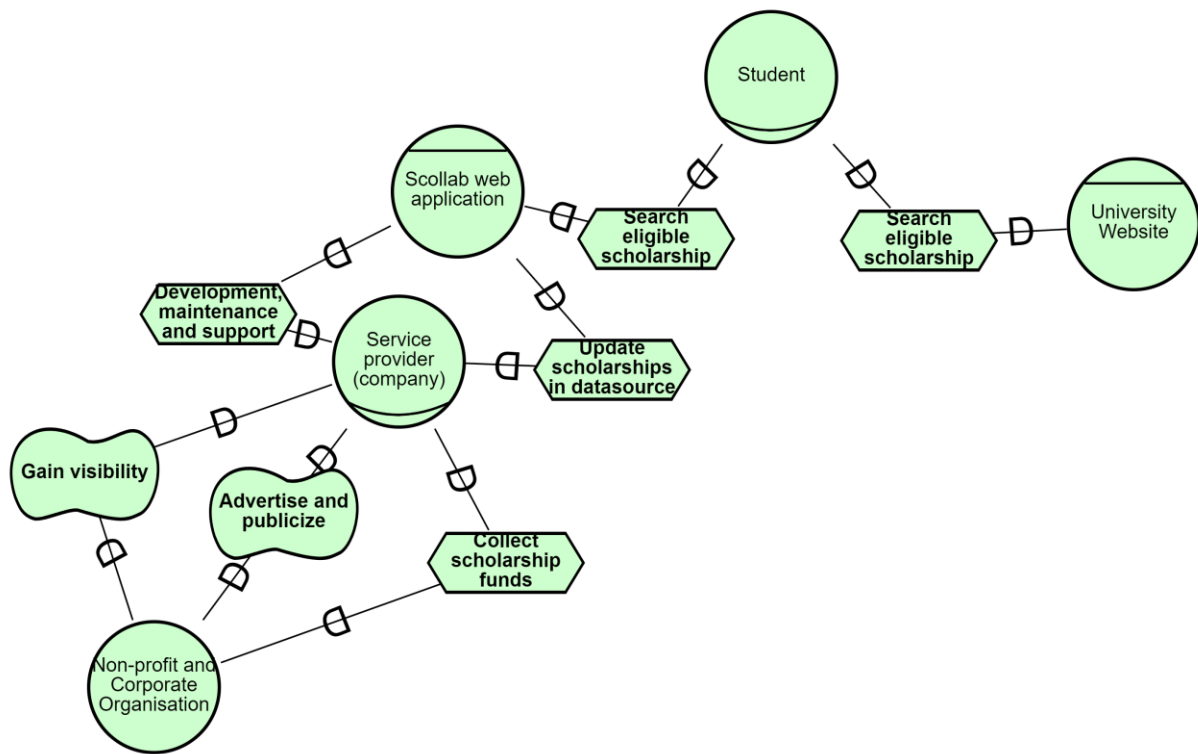 Student
Scollab web
application
Search
eligible
scholarship
Search
eligible
scholarship
University
Website
Development,
maintenance
and support
Service
provider
(company)
Update
scholarships
in datasource
Gain visibility
Advertise and
publicize
Collect
scholarship
funds
Non-profit and
Corporate
Organisation